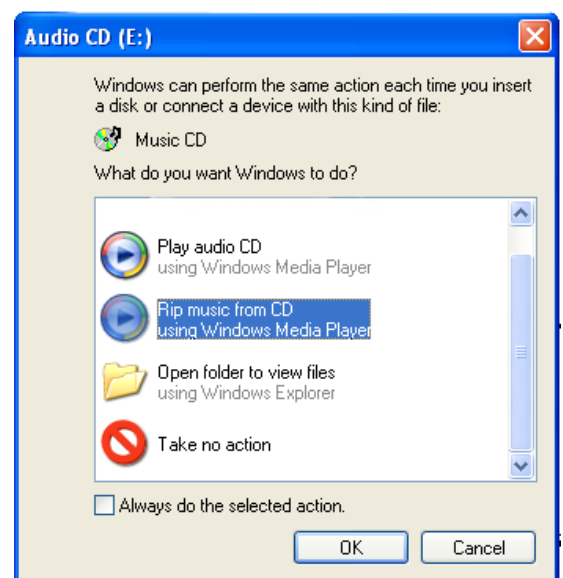 Audio CD (E:)
Windows can perform the same action each time you insert
a disk or connect a device with this kind of file:
Music CD
What do you want Windows to do?
Play audio CD
using Windows Media Player
Rip music from CD
using Windows Media Player
Open folder to view files
using Windows Explorer
Take no action
Always do the selected action.
OK Cancel